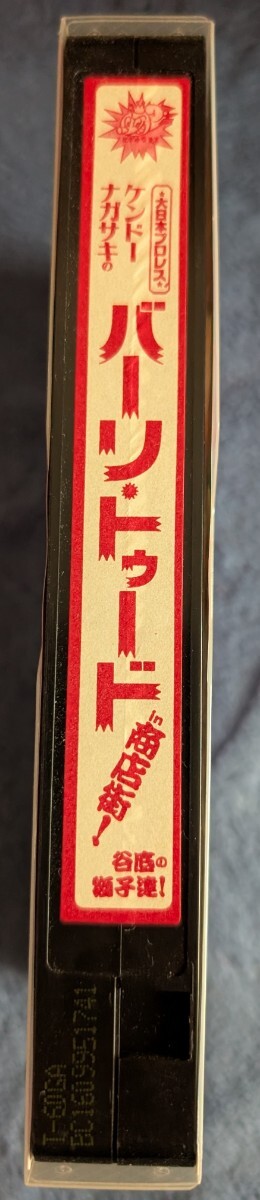 ★大日本プロレス★
ケンドー
ナガサキの
バーリ・トゥード
in商店街!
谷底の
獅子達!
T-60GA
BC1609951741